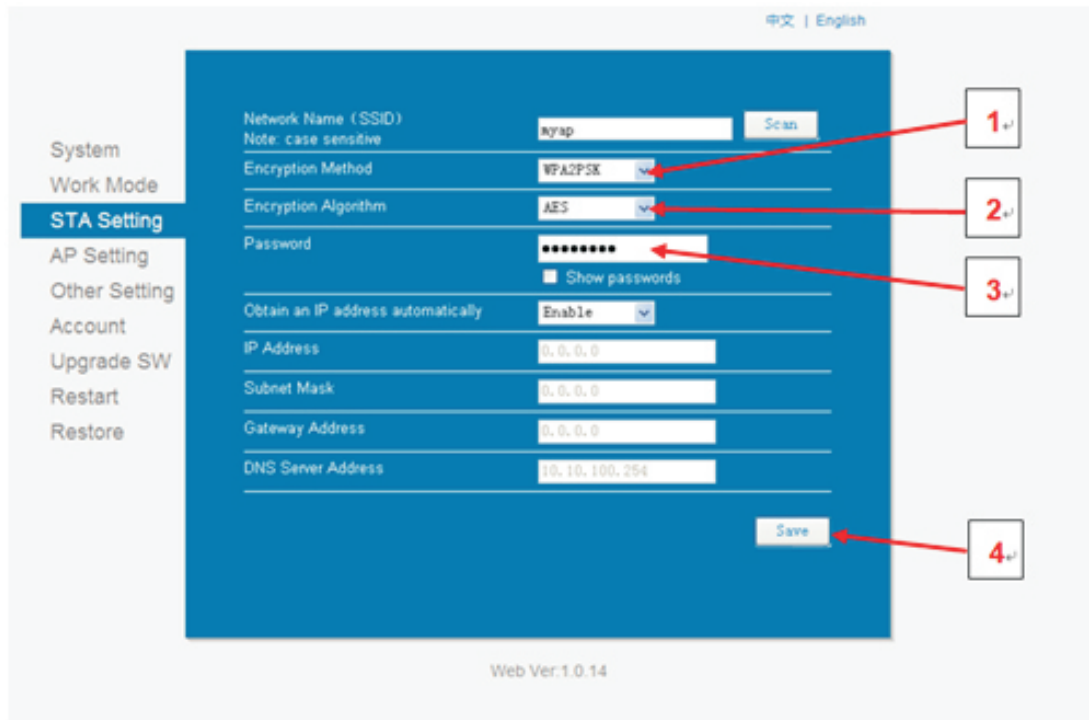 中文 | English
System
Work Mode
STA Setting
AP Setting
Other Setting
Account
Upgrade SW
Restart
Restore
Network Name（SSID）
Note: case sensitive
myap
Scan
Encryption Method
WPA2PSK
Encryption Algorithm
AES
Password
••••••••
Show passwords
Obtain an IP address automatically
Enable
IP Address
0.0.0.0
Subnet Mask
0.0.0.0
Gateway Address
0.0.0.0
DNS Server Address
10.10.100.254
Save
1
2
3
4
Web Ver:1.0.14